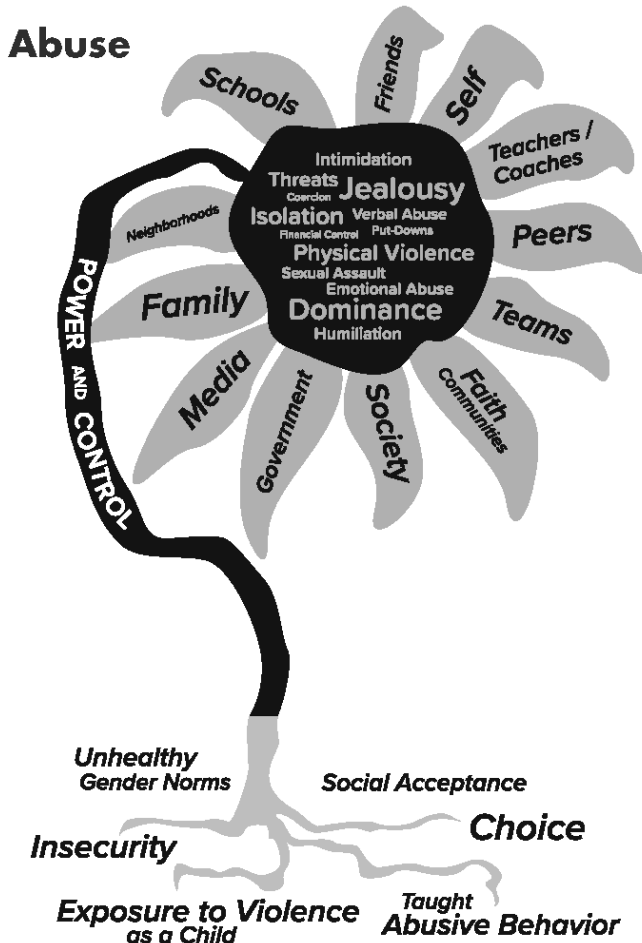 Abuse
Schools
Friends
Self
Teachers /
Coaches
Peers
Teams
Faith
Communities
Society
Government
Media
Family
Neighborhoods
Intimidation
Threats
Jealousy
Coercion
Isolation
Verbal Abuse
Financial Control
Put-Downs
Physical Violence
Sexual Assault
Emotional Abuse
Dominance
Humiliation
POWER AND CONTROL
Unhealthy
Gender Norms
Social Acceptance
Insecurity
Choice
Exposure to Violence
as a Child
Taught
Abusive Behavior